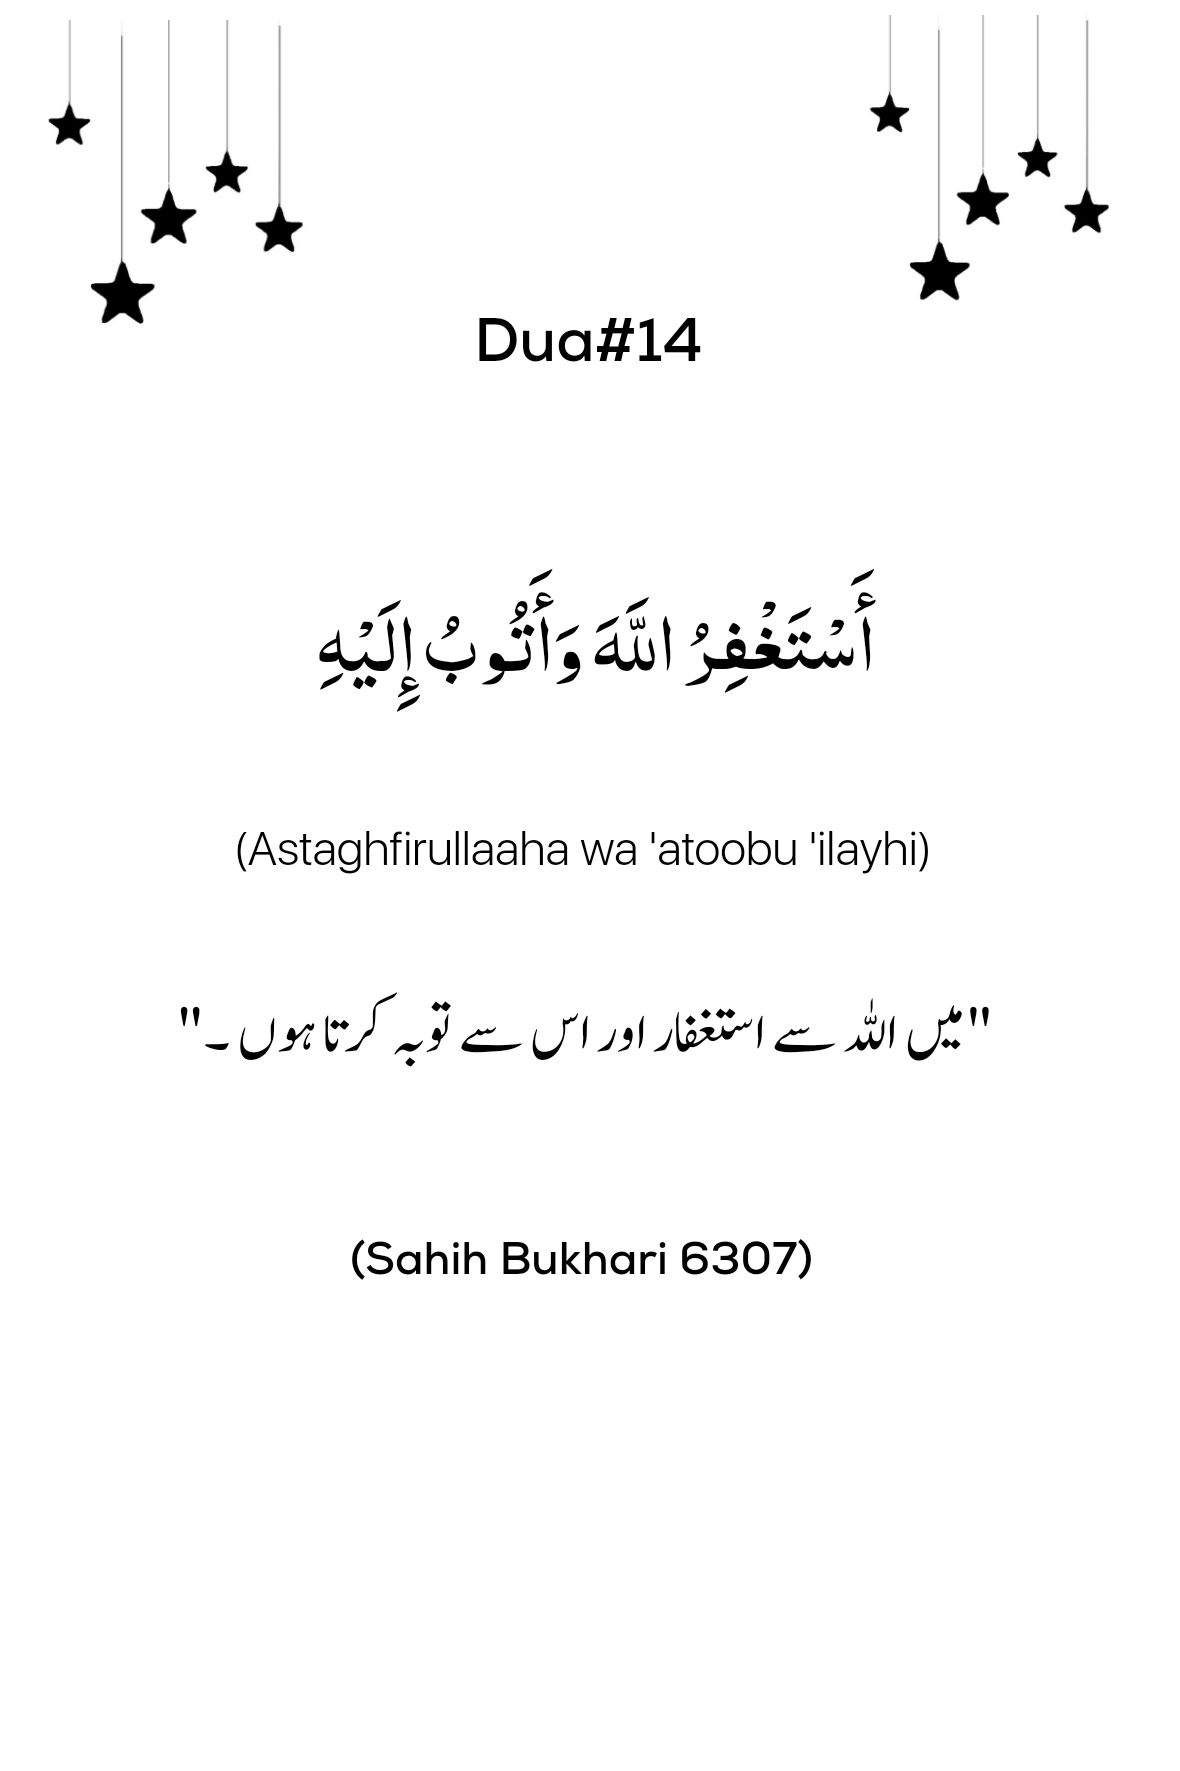 Dua#14
أَسْتَغْفِرُ اللَّهَ وَأَتُوبُ إِلَيْهِ
(Astaghfirullaaha wa 'atoobu 'ilayhi)
"میں اللہ سے استغفار اور اس سے توبہ کرتا ہوں ۔"
(Sahih Bukhari 6307)